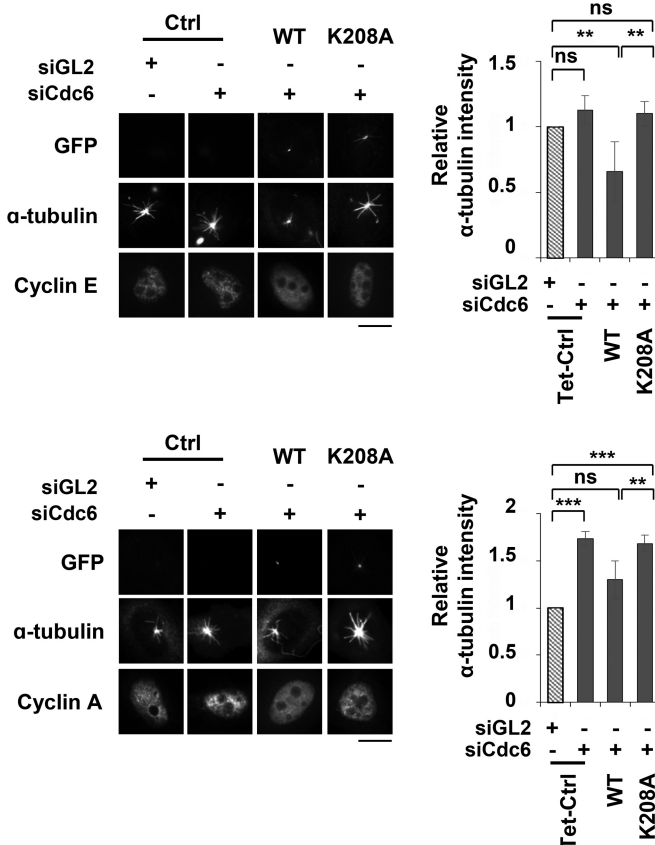 Ctrl WT K208A
siGL2 + - - -
siCdc6 - + + +
GFP
α-tubulin
Cyclin E
ns
** **
ns
Relative
α-tubulin intensity
1.5
1
0.5
0
siGL2 + - - -
siCdc6 - + + +
Tet-Ctrl
WT
K208A
Ctrl WT K208A
siGL2 + - - -
siCdc6 - + + +
GFP
α-tubulin
Cyclin A
***
ns **
***
Relative
α-tubulin intensity
2
1.5
1
0.5
0
siGL2 + - - -
siCdc6 - + + +
Tet-Ctrl
WT
K208A